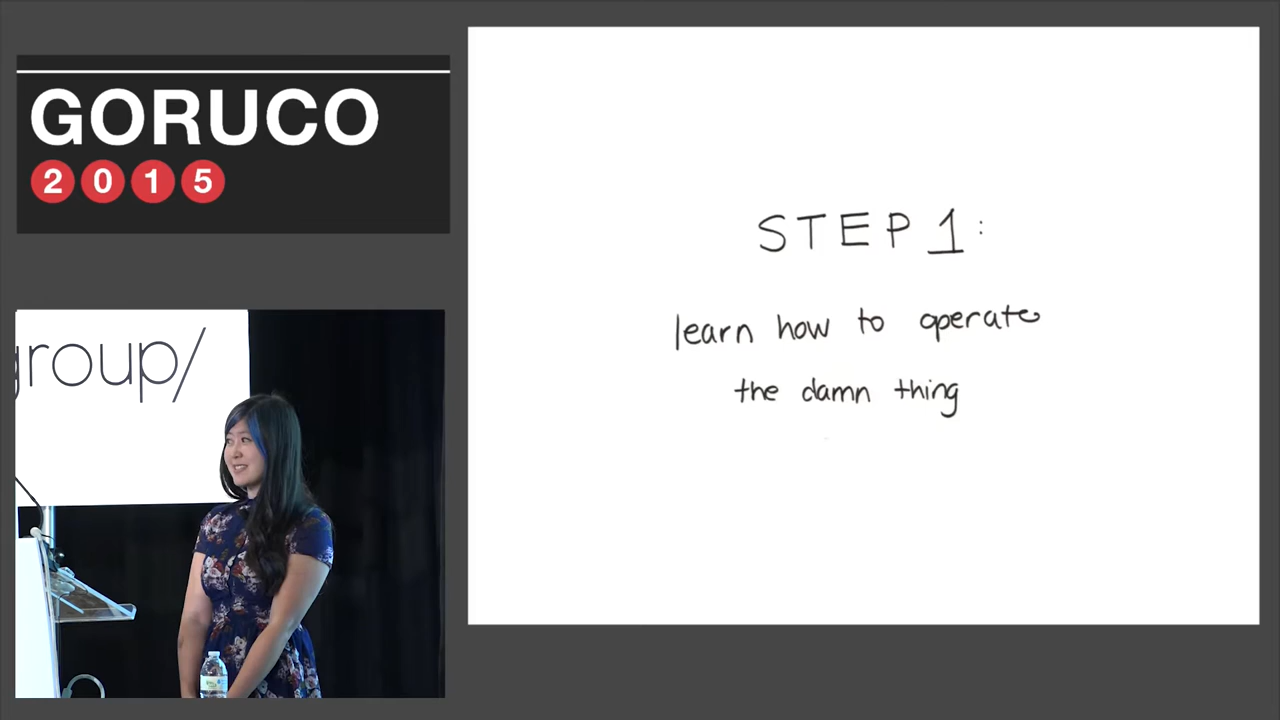 GORUCO
2015
group/
STEP 1:
learn how to operate
the damn thing